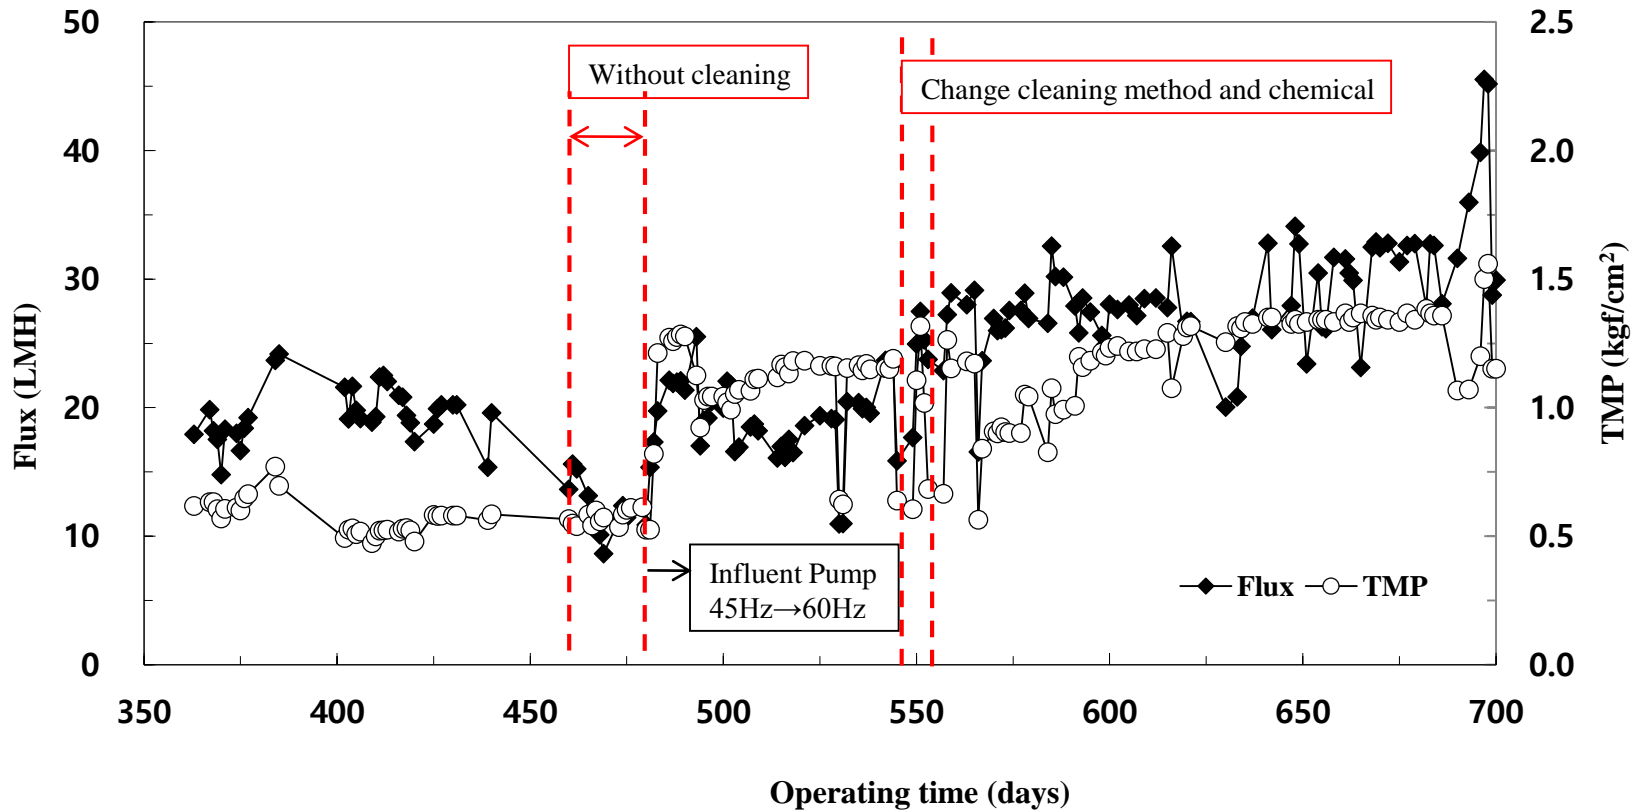 50
40
30
20
10
0
Flux (LMH)
2.5
2.0
1.5
1.0
0.5
0.0
TMP (kgf/cm²)
Without cleaning
Change cleaning method and chemical
Influent Pump
45Hz→60Hz
Flux TMP
350 400 450 500 550 600 650 700
Operating time (days)